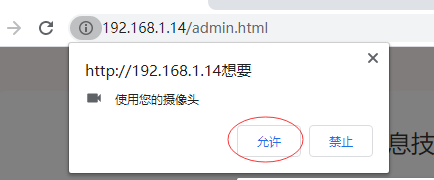 192.168.1.14/admin.html
http://192.168.1.14想要
使用您的摄像头
允许 禁止
息技